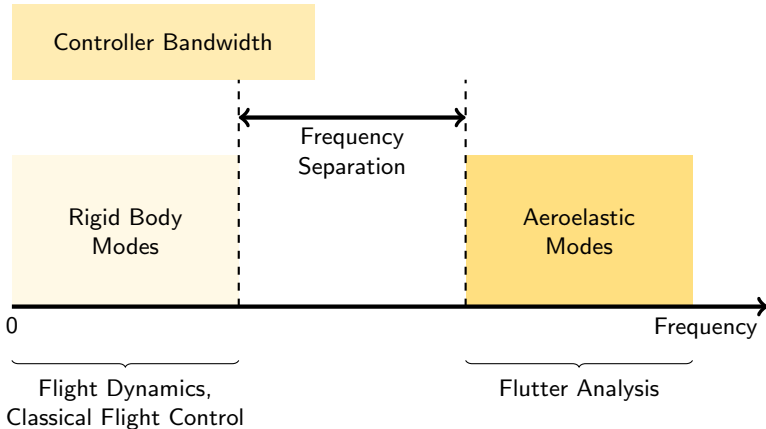 Controller Bandwidth
Frequency
Separation
Rigid Body
Modes
Aeroelastic
Modes
0
Frequency
Flight Dynamics,
Classical Flight Control
Flutter Analysis